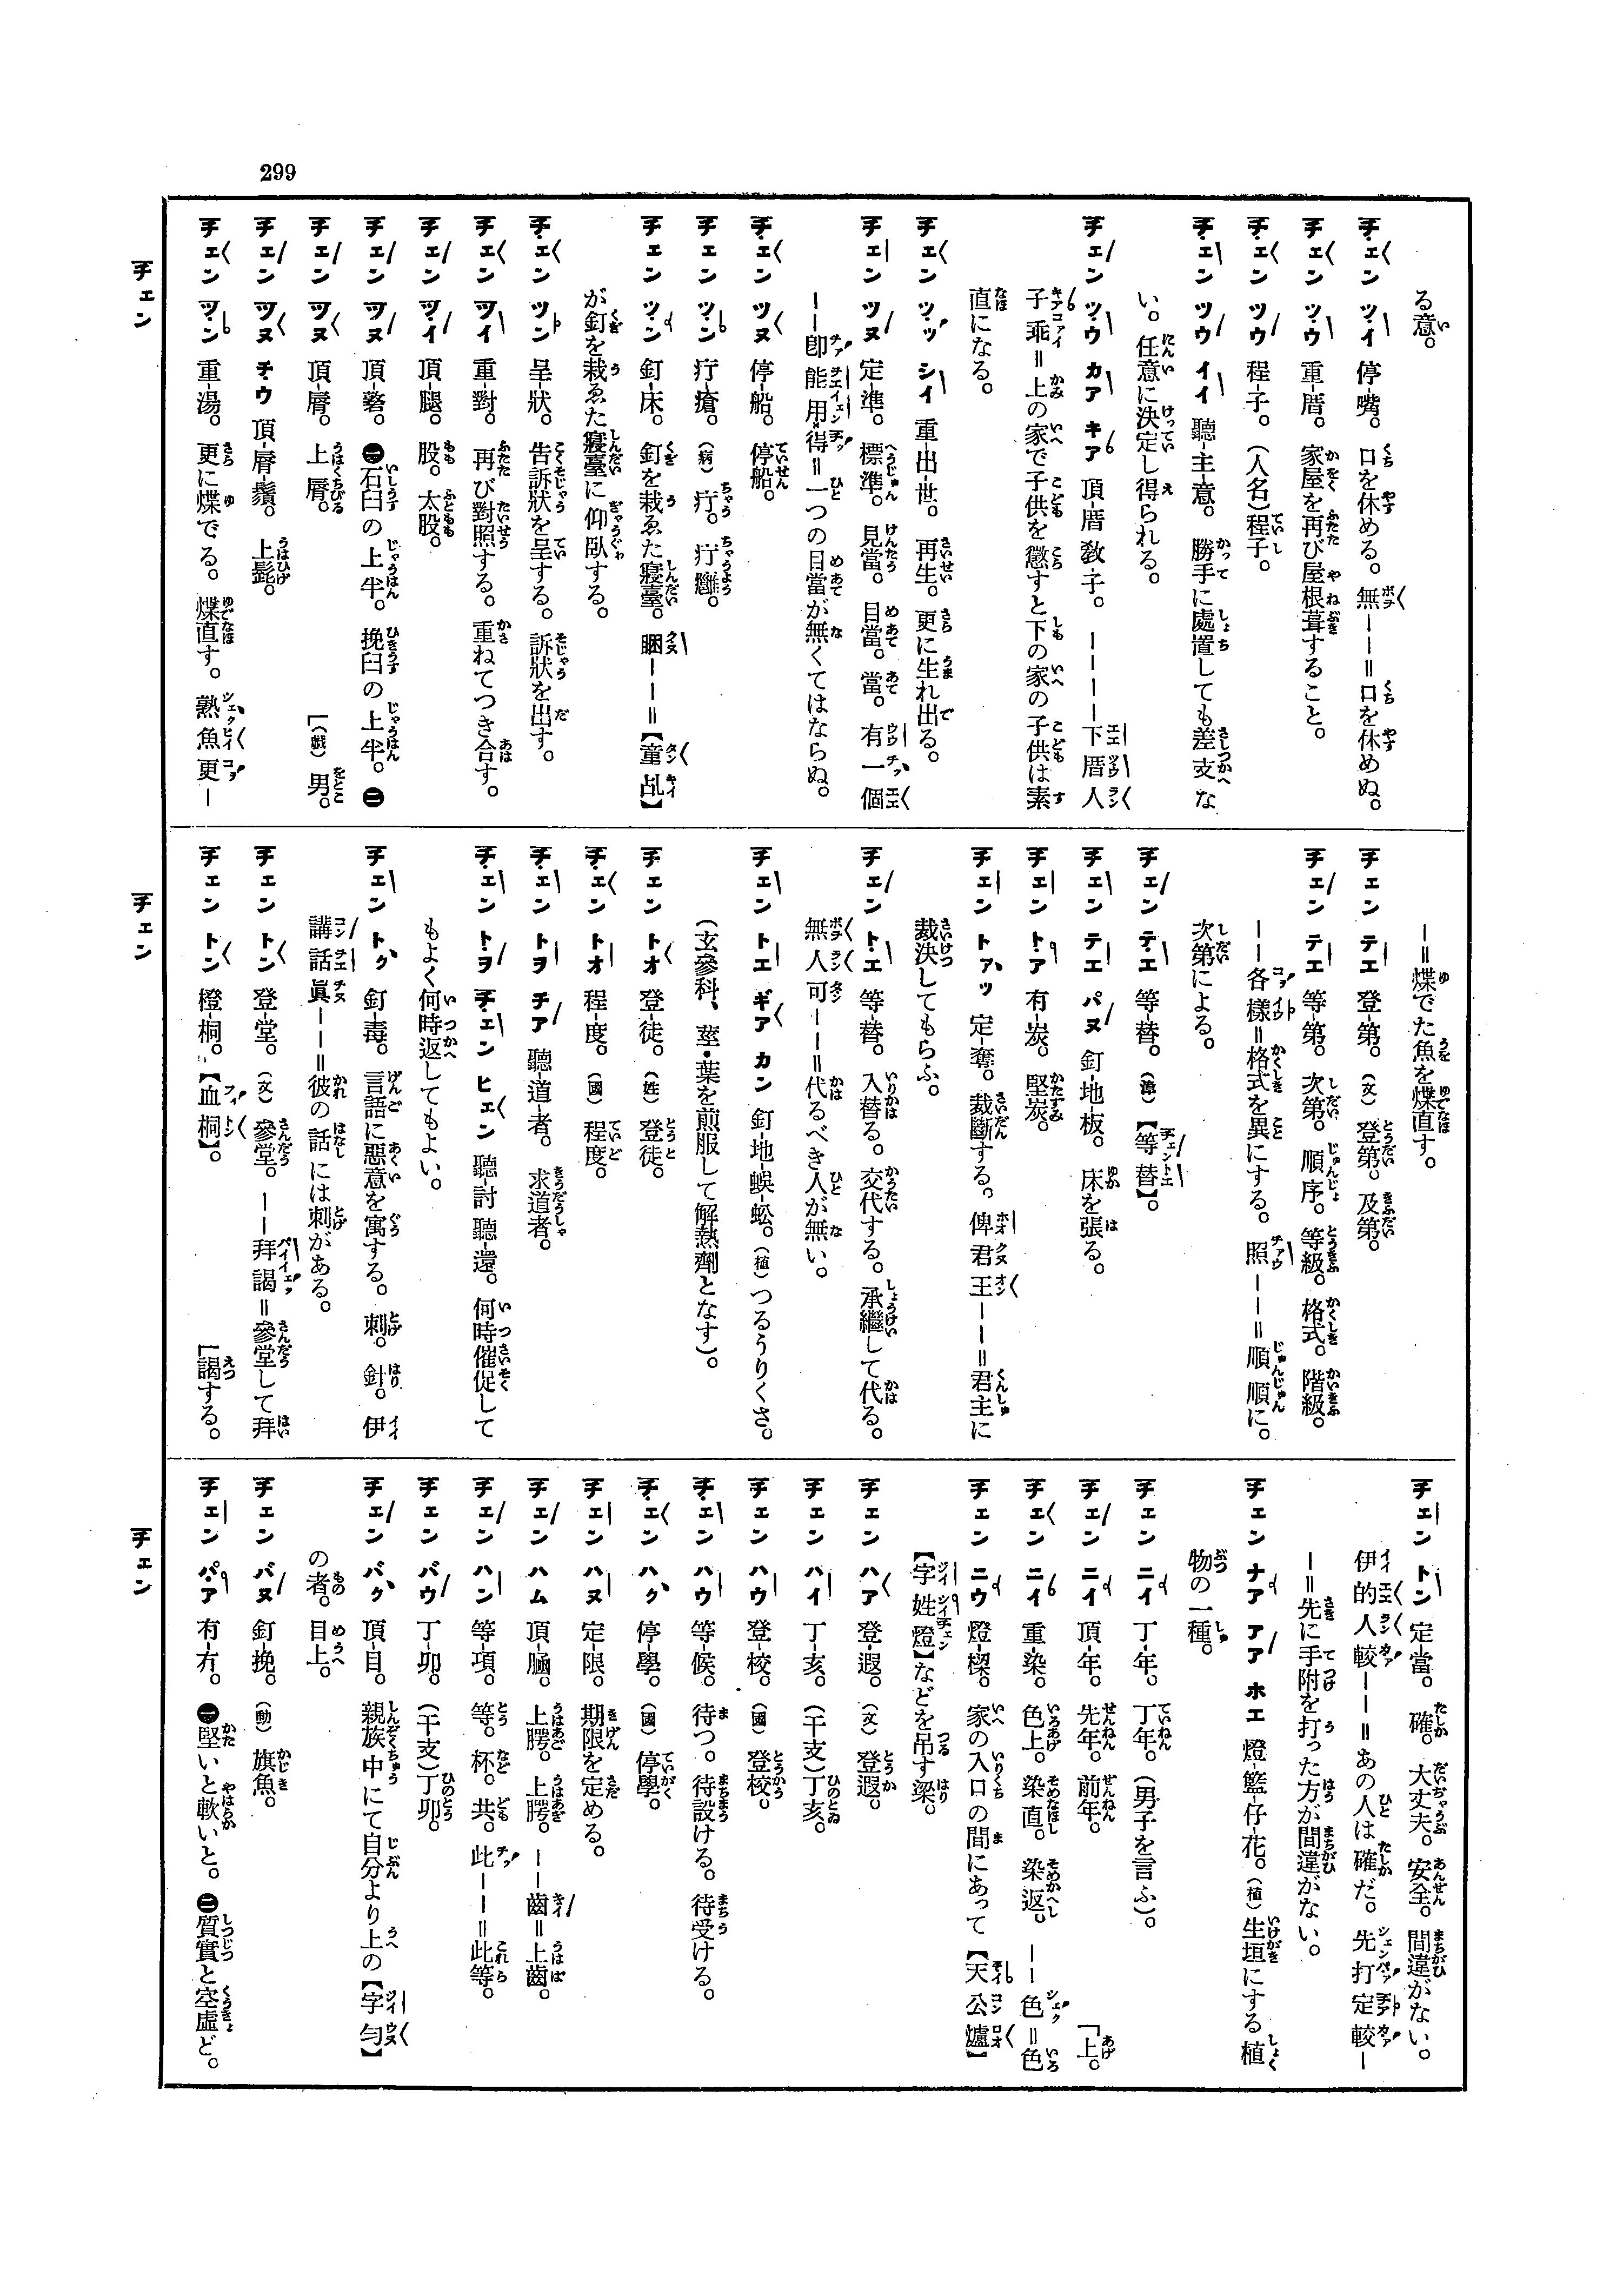 299
る意。
チェン ツイ 停-嘴。 口を休める。無――＝口を休めぬ。
チェン ツウ 重-厝。 家屋を再び屋根葺すること。
チェン ツウ 程-子。（人名）程子。
チェン ツウ イイ 聽-主-意。 勝手に處置しても差支な
い。任意に決定し得られる。
チェン ツウ カア キア 頂-厝 敎-子。 ――――下厝人
子乖＝上の家で子供を懲すと下の家の子供は素
直になる。
チェン ツッ シイ 重-出-世。 再生。更に生れ出る。
チェン ツヌ 定-準。 標準。見當。目當。當。有一個
――卽能用得＝一つの目當が無くてはならぬ。
チェン ツヌ 停-船。 停船。
チェン ツン 疔-瘡。（病）疔。疔癰。
チェン ツン 釘-床。 釘を栽ゑた寢臺。睏――＝【童乩】
が釘を栽ゑた寢臺に仰臥する。
チェン ツン 呈-狀。 告訴狀を呈する。訴狀を出す。
チェン ツイ 重-對。 再び對照する。重ねてつき合す。
チェン ツイ 頂-腿。 股。太股。
チェン ツヌ 頂- ㊀石臼の上半。挽臼の上半。㊁
チェン ツヌ 頂-脣。 上脣。 ［（戲）男。
チェン ツヌ チウ 頂-脣-鬚。 上髭。
チェン ツン 重-湯。 更に煠でる。煠直す。熟魚更―
―＝煠でた魚を煠直す。
チェン テエ 登-第。（文）登第。及第。
チェン テエ 等-第。 次第。順序。等級。格式。階級。
――各樣＝格式を異にする。照――＝順順に。
次第による。
チェン テエ 等-替。（漳）【等替】。
チェン テエ パヌ 釘-地-板。 床を張る。
チェン トア 有-炭。 堅炭。
チェン トアッ 定-奪。 裁斷する。俾君王――＝君主に
裁決してもらふ。
チェン トエ 等-替。 入替る。交代する。承繼して代る。
無人可――＝代るべき人が無い。
チェン トエ ギア カン 釘-地-蜈-蚣。（植）つるうりくさ。
（玄參科、莖・葉を煎服して解熱劑となす）。
チェン トオ 登-徒。（姓）登徒。
チェン トオ 程-度。（國）程度。
チェン トヲ チア 聽-道-者。 求道者。
チェン トヲ チェン ヒェン 聽-討 聽-還。 何時催促して
もよく何時返してもよい。
チェン トク 釘-毒。 言語に惡意を寓する。刺。針。伊
講話眞――＝彼の話には刺がある。
チェン トン 登-堂。（文）參堂。――拜謁＝參堂して拜
チェン トン 橙-桐。【血桐】。 ［謁する。
チェン トン 定-當。 確。大丈夫。安全。間違がない。
伊的人較――＝あの人は確だ。先打定較―
―＝先に手附を打った方が間違がない。
チェン ナア アア ホエ 燈-籃-仔-花。（植）生垣にする植
物の一種。
チェン ニイ 丁-年。 丁年。（男子を言ふ）。
チェン ニイ 頂-年。 先年。前年。 「上。
チェン ニイ 重-染。 色上。染直。染返。――色＝色
チェン ニウ 燈-樑。 家の入口の間にあって【天公爐】
【字姓燈】などを吊す梁。
チェン ハア 登-遐。（文）登遐。
チェン ハイ 丁-亥。（干支）丁亥。
チェン ハウ 登-校。（國）登校。
チェン ハウ 等-候。 待つ。待設ける。待受ける。
チェン ハク 停-學。（國）停學。
チェン ハヌ 定-限。 期限を定める。
チェン ハム 頂- 上腭。上腭。――齒＝上齒。
チェン ハン 等-項。 等。杯。共。此――＝此等。
チェン バウ 丁-卯。（干支）丁卯。
チェン バク 頂-目。 親族中にて自分より上の【字勻】
の者。目上。
チェン バヌ 釘-挽。（動）旗魚。
チェン パア 有-冇。 ㊀堅いと軟いと。㊁質實と空虛と。
チェン
チェン
チェン